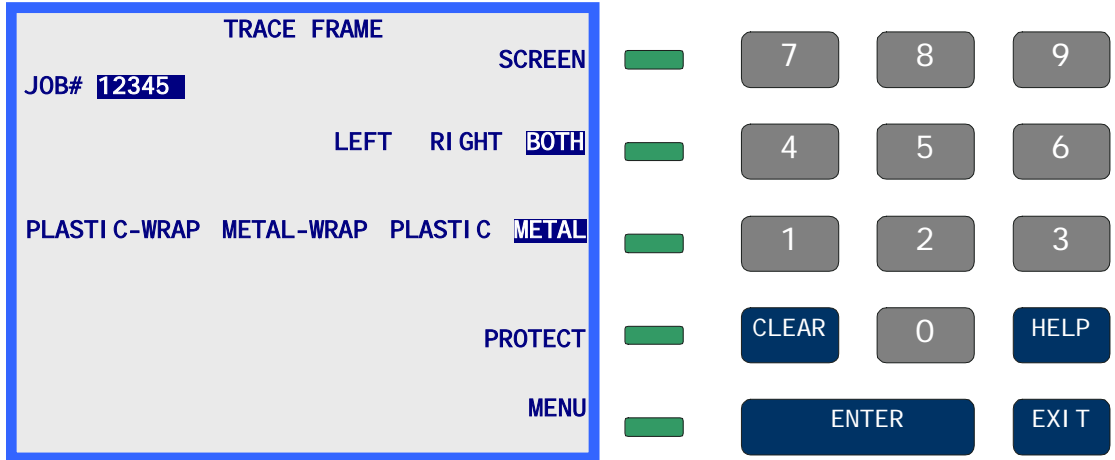 TRACE FRAME
SCREEN
JOB# 12345
LEFT RIGHT BOTH
PLASTIC-WRAP METAL-WRAP PLASTIC METAL
PROTECT
MENU
7 8 9
4 5 6
1 2 3
CLEAR 0 HELP
ENTER EXIT